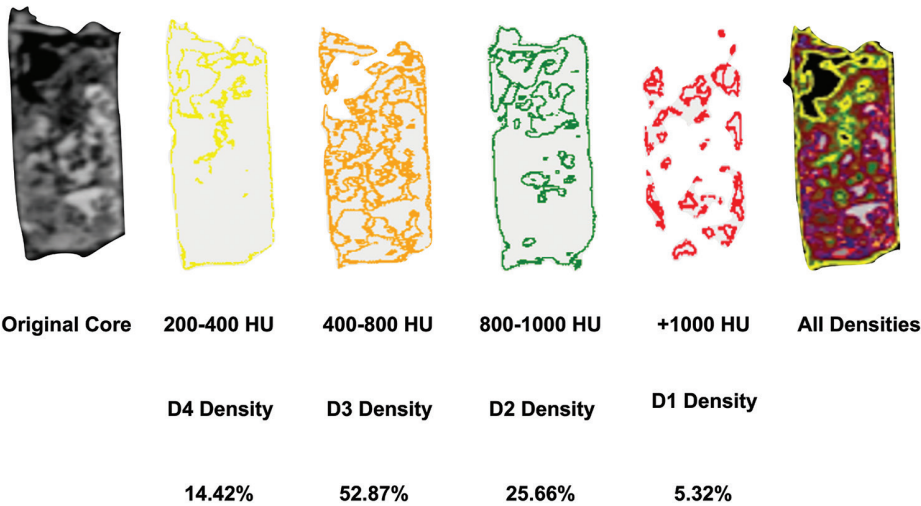 Original Core 200-400 HU 400-800 HU 800-1000 HU +1000 HU All Densities
D4 Density D3 Density D2 Density D1 Density
14.42% 52.87% 25.66% 5.32%